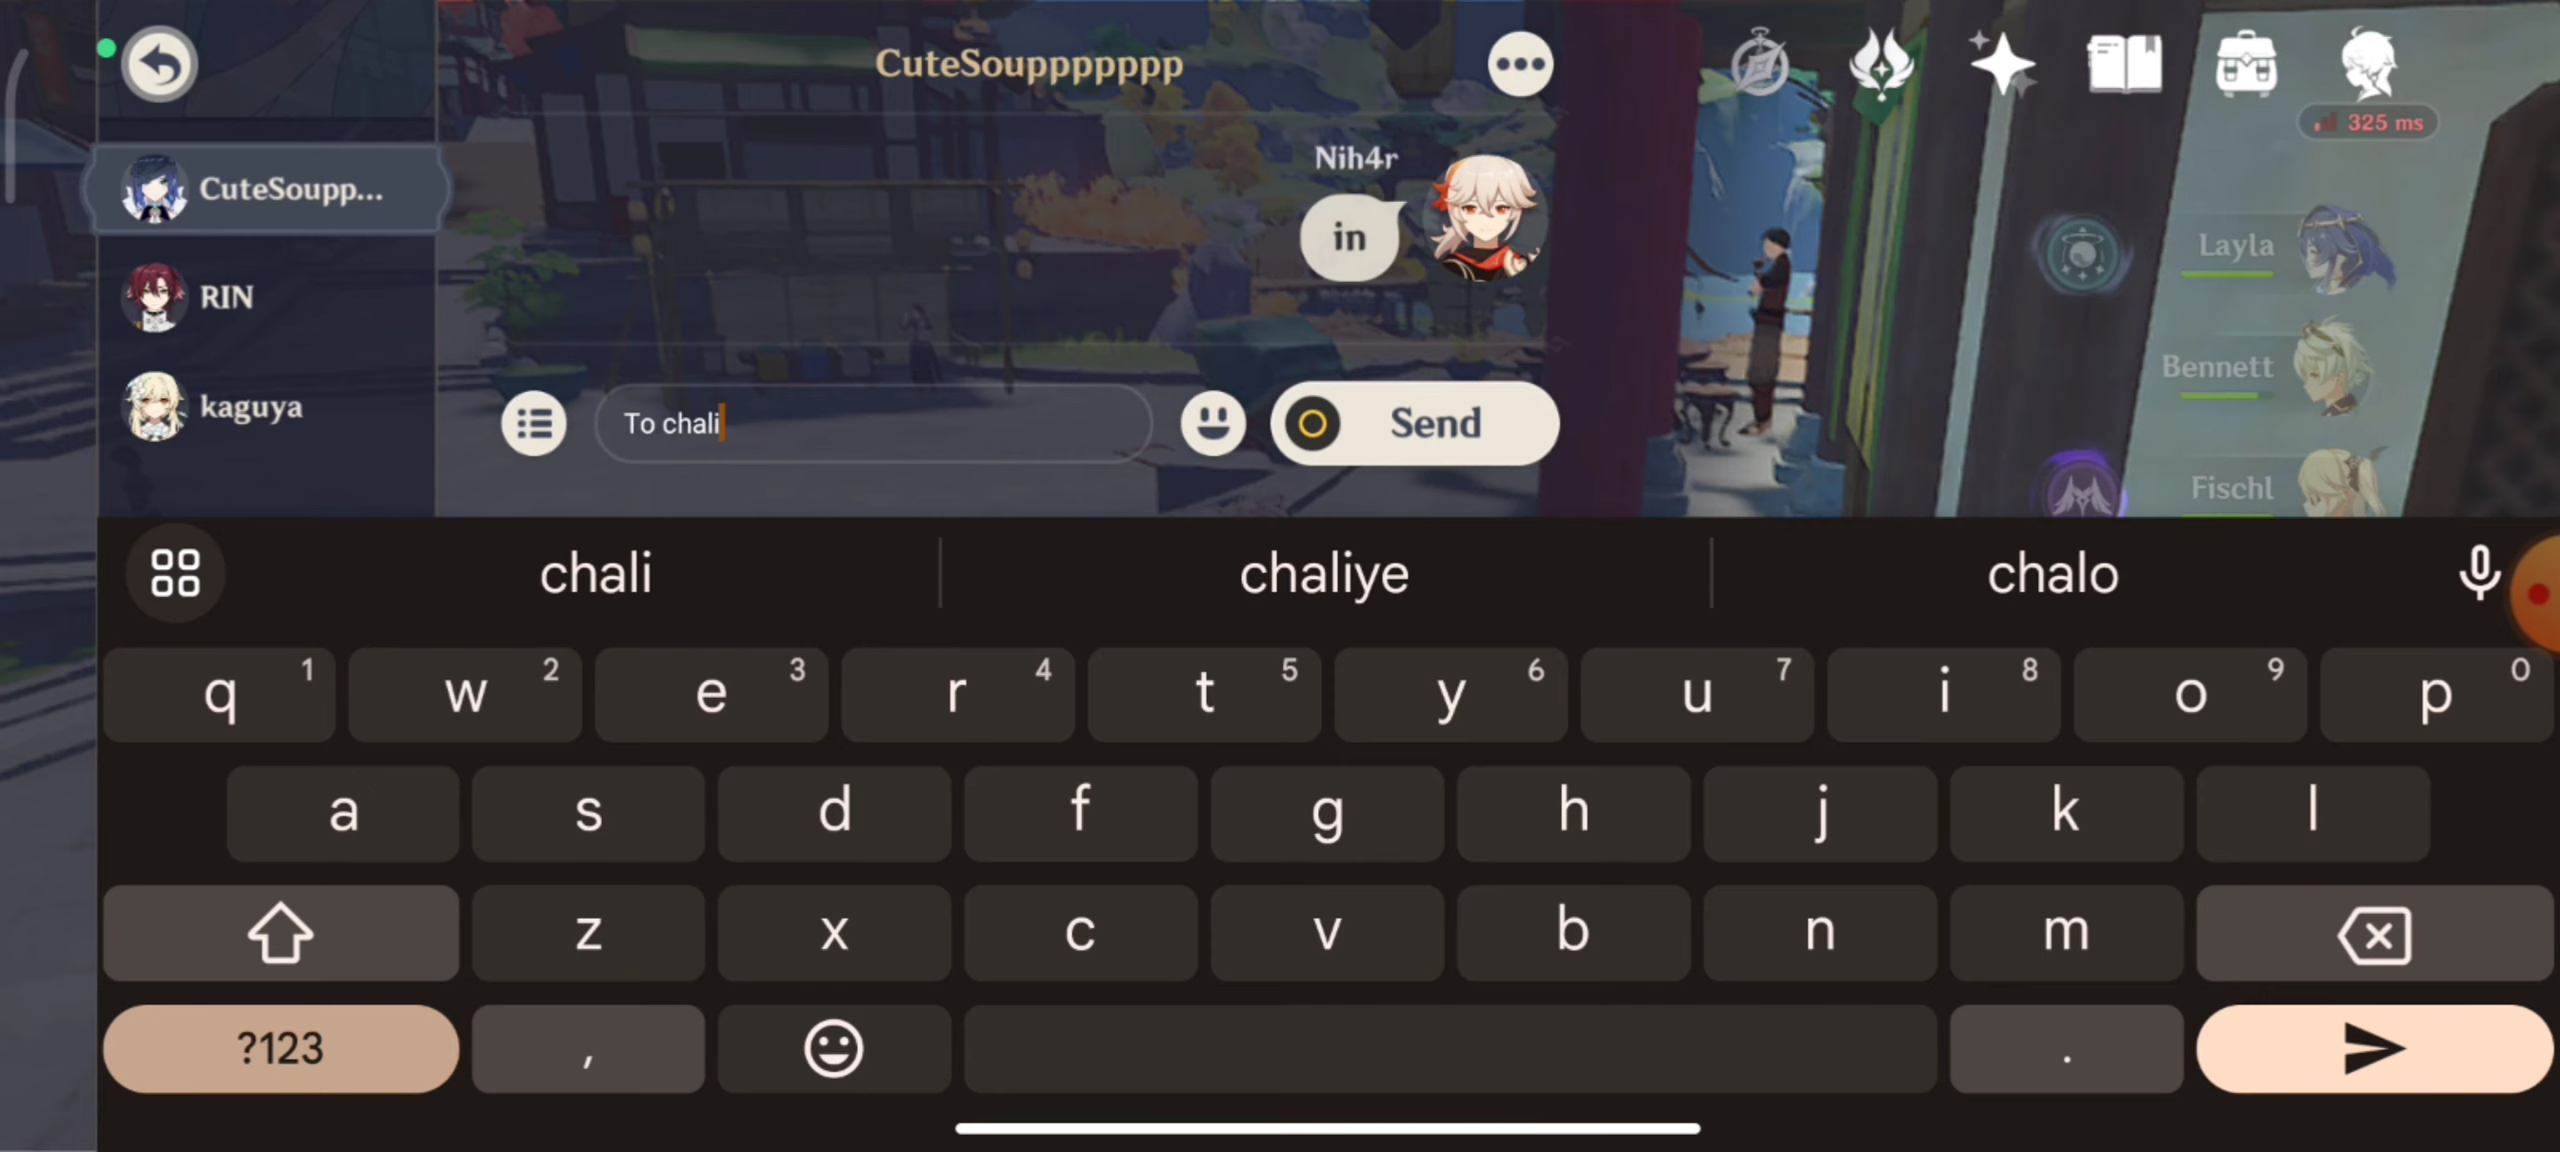 CuteSouppppppp
325 ms
CuteSoupp...
RIN
kaguya
Nih4r
in
To chali
Send
Layla
Bennett
Fischl
chali
chaliye
chalo
q 1 w 2 e 3 r 4 t 5 y 6 u 7 i 8 o 9 p 0
a s d f g h j k l
z x c v b n m
?123 , .